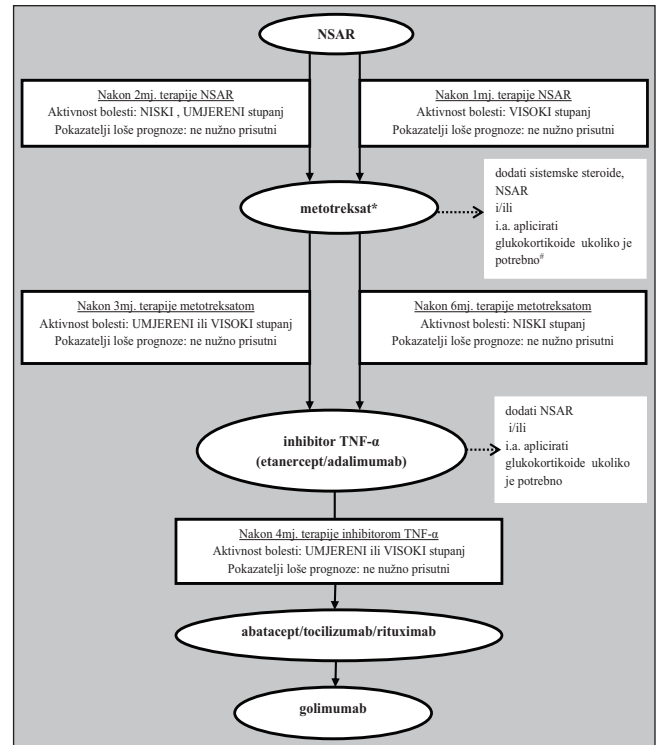 NSAR
Nakon 2mj. terapije NSAR
Aktivnost bolesti: NISKI , UMJERENI stupanj
Pokazatelji loše prognoze: ne nužno prisutni
Nakon 1mj. terapije NSAR
Aktivnost bolesti: VISOKI stupanj
Pokazatelji loše prognoze: ne nužno prisutni
metotreksat*
dodati sistemske steroide,
NSAR
i/ili
i.a. aplicirati
glukokortikoide ukoliko je
potrebno#
Nakon 3mj. terapije metotreksatom
Aktivnost bolesti: UMJERENI ili VISOKI stupanj
Pokazatelji loše prognoze: ne nužno prisutni
Nakon 6mj. terapije metotreksatom
Aktivnost bolesti: NISKI stupanj
Pokazatelji loše prognoze: ne nužno prisutni
inhibitor TNF-α
(etanercept/adalimumab)
dodati NSAR
i/ili
i.a. aplicirati
glukokortikoide ukoliko
je potrebno
Nakon 4mj. terapije inhibitorom TNF-α
Aktivnost bolesti: UMJERENI ili VISOKI stupanj
Pokazatelji loše prognoze: ne nužno prisutni
abatacept/tocilizumab/rituximab
golimumab